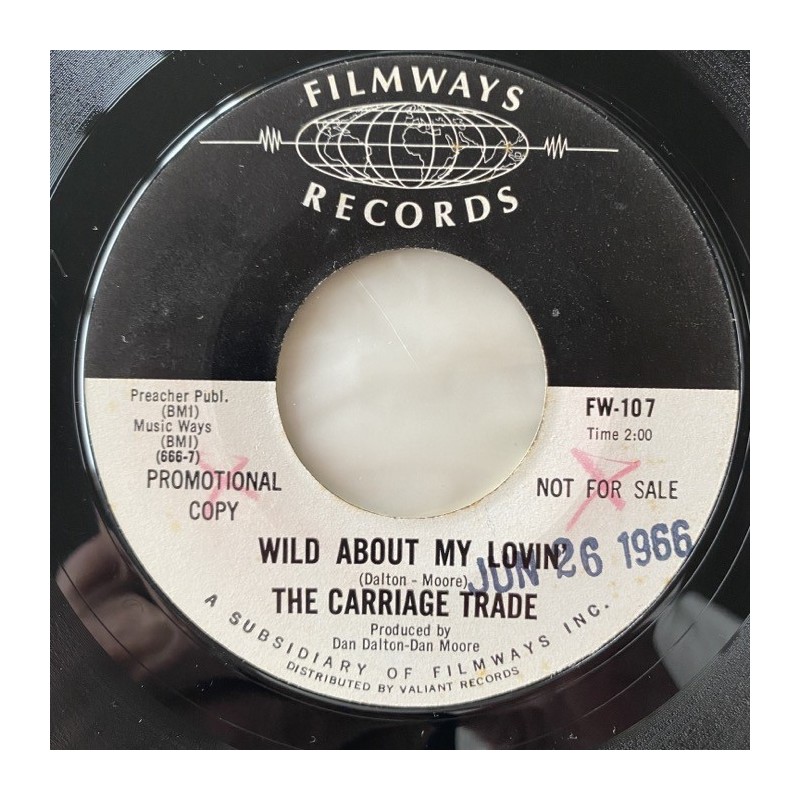 FILMWAYS
RECORDS
Preacher Publ.
(BM1)
Music Ways
(BMI)
(666-7)
PROMOTIONAL
COPY
FW-107
Time 2:00
NOT FOR SALE
WILD ABOUT MY LOVIN'
JUN 26 1966
(Dalton - Moore)
THE CARRIAGE TRADE
Produced by
Dan Dalton-Dan Moore
A SUBSIDIARY OF FILMWAYS INC.
DISTRIBUTED BY VALIANT RECORDS